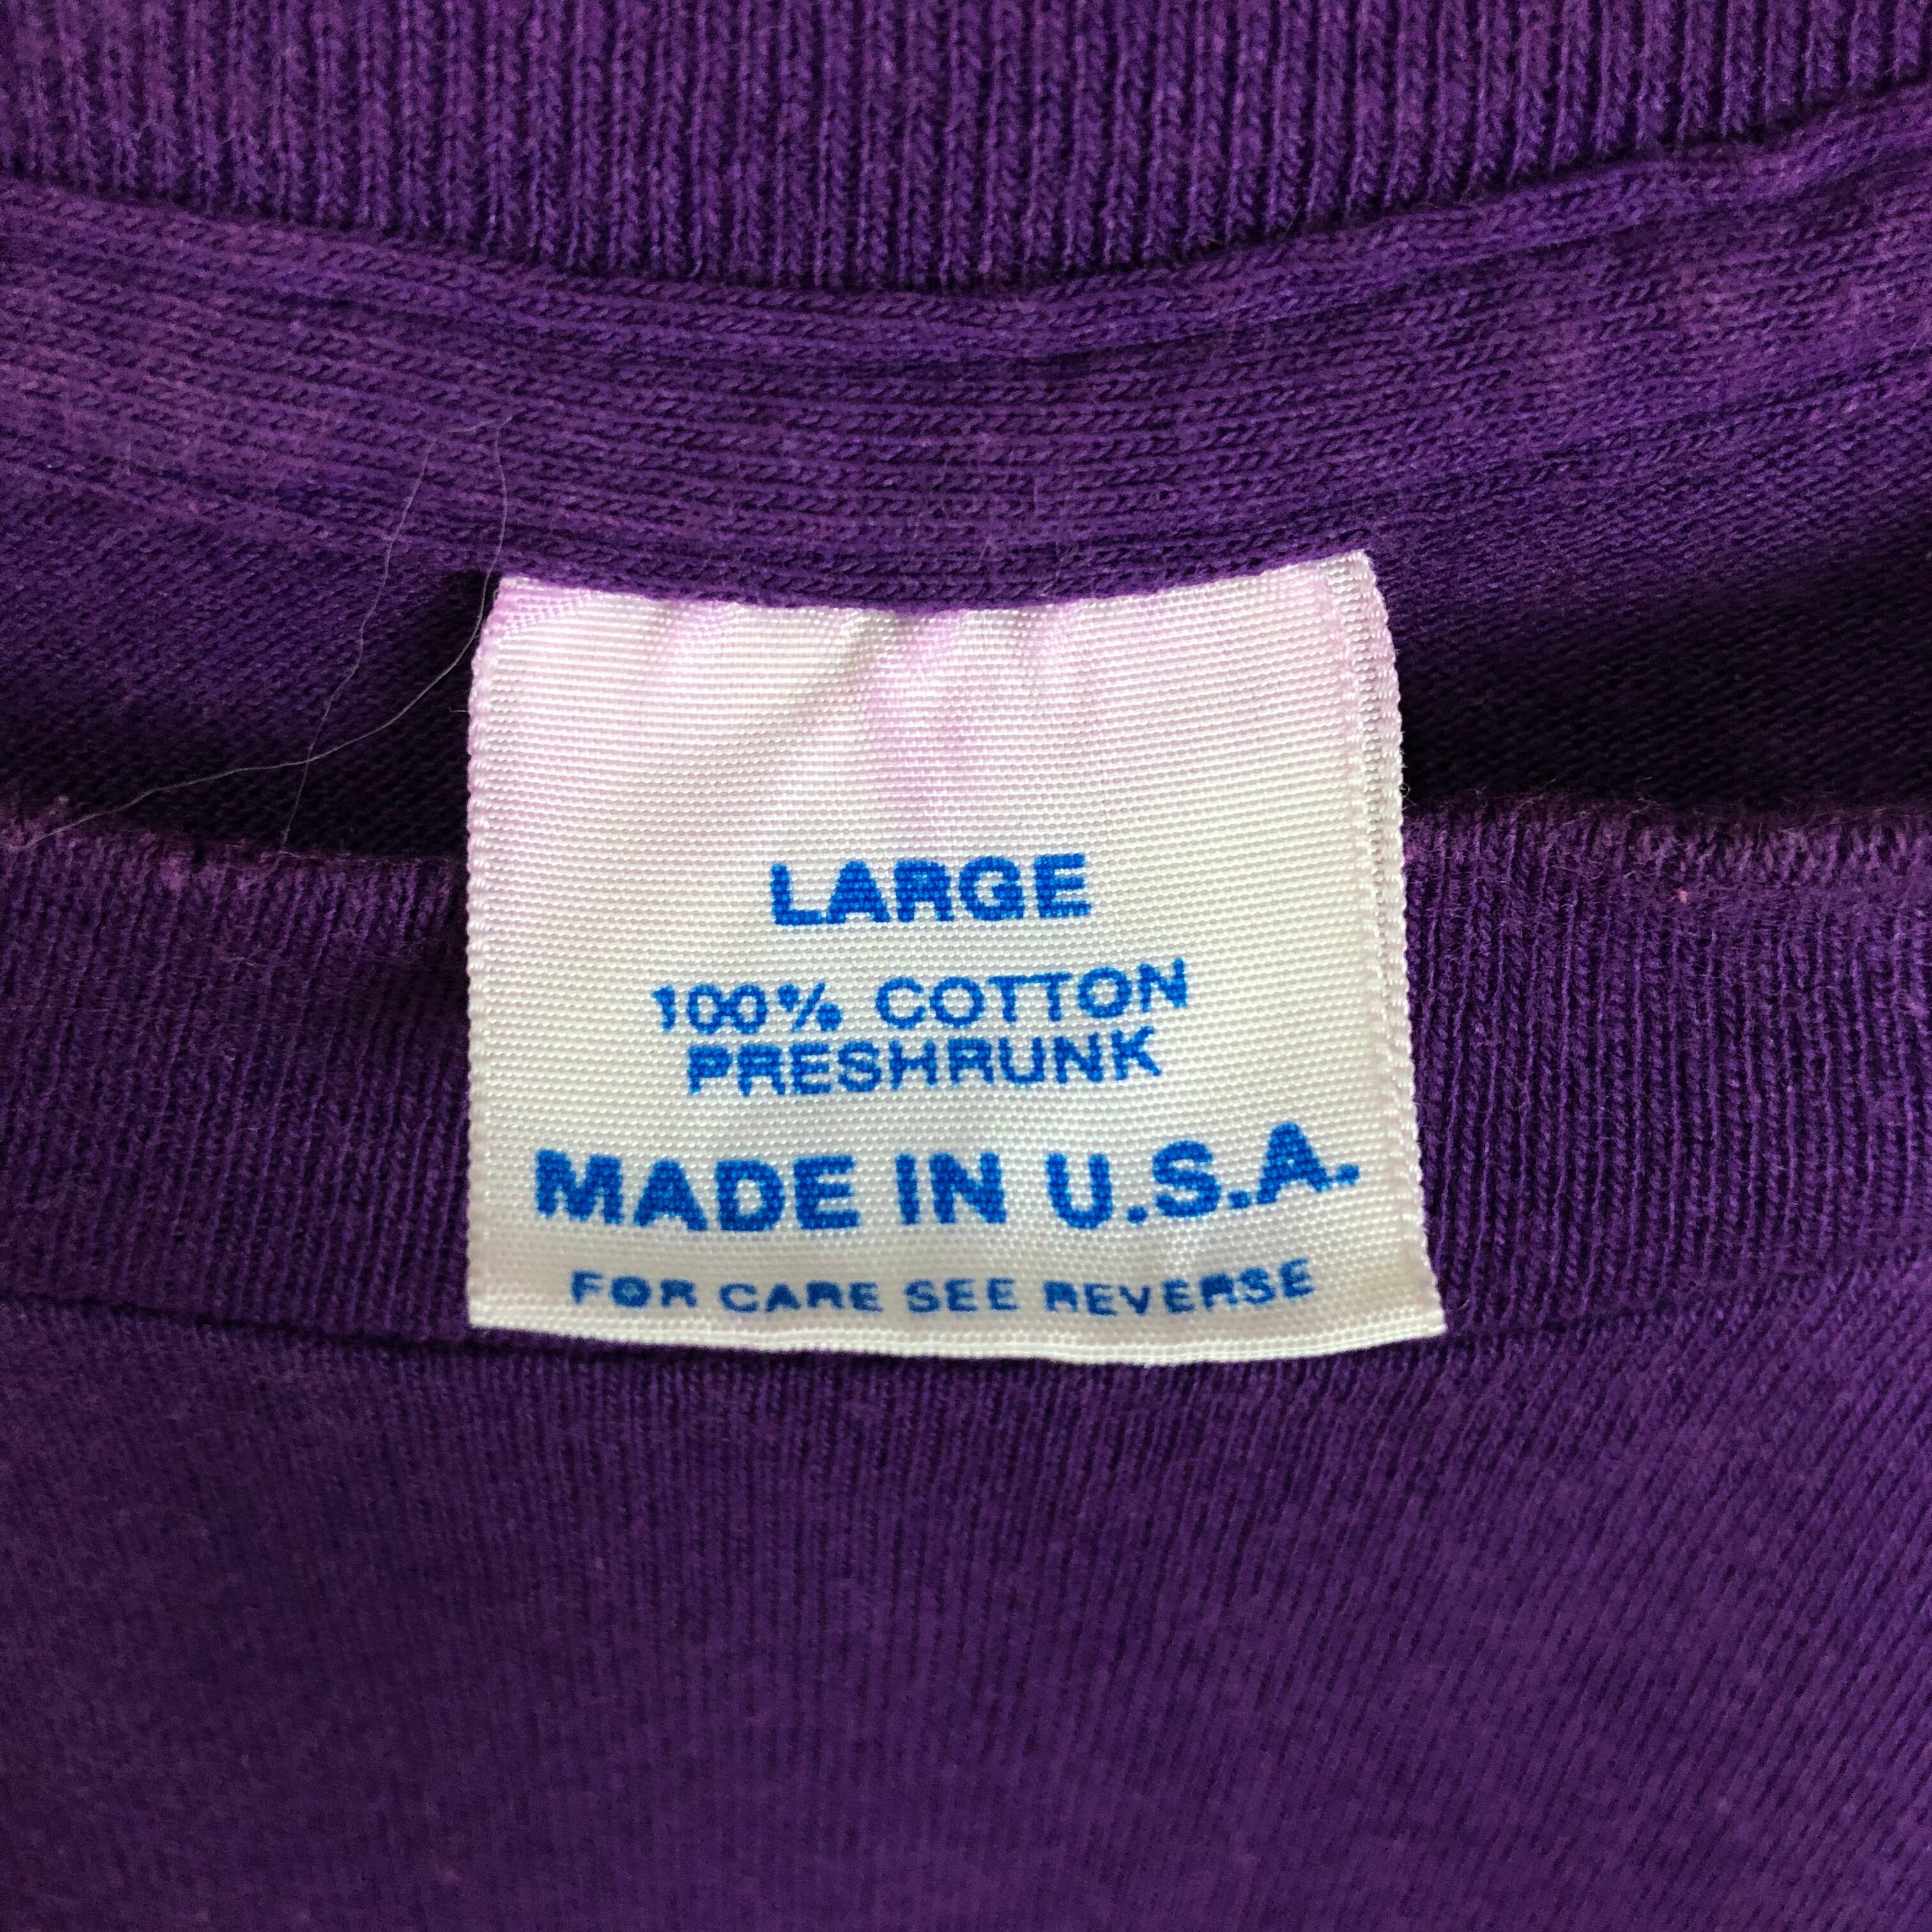 LARGE
100% COTTON
PRESHRUNK
MADE IN U.S.A.
FOR CARE SEE REVERSE